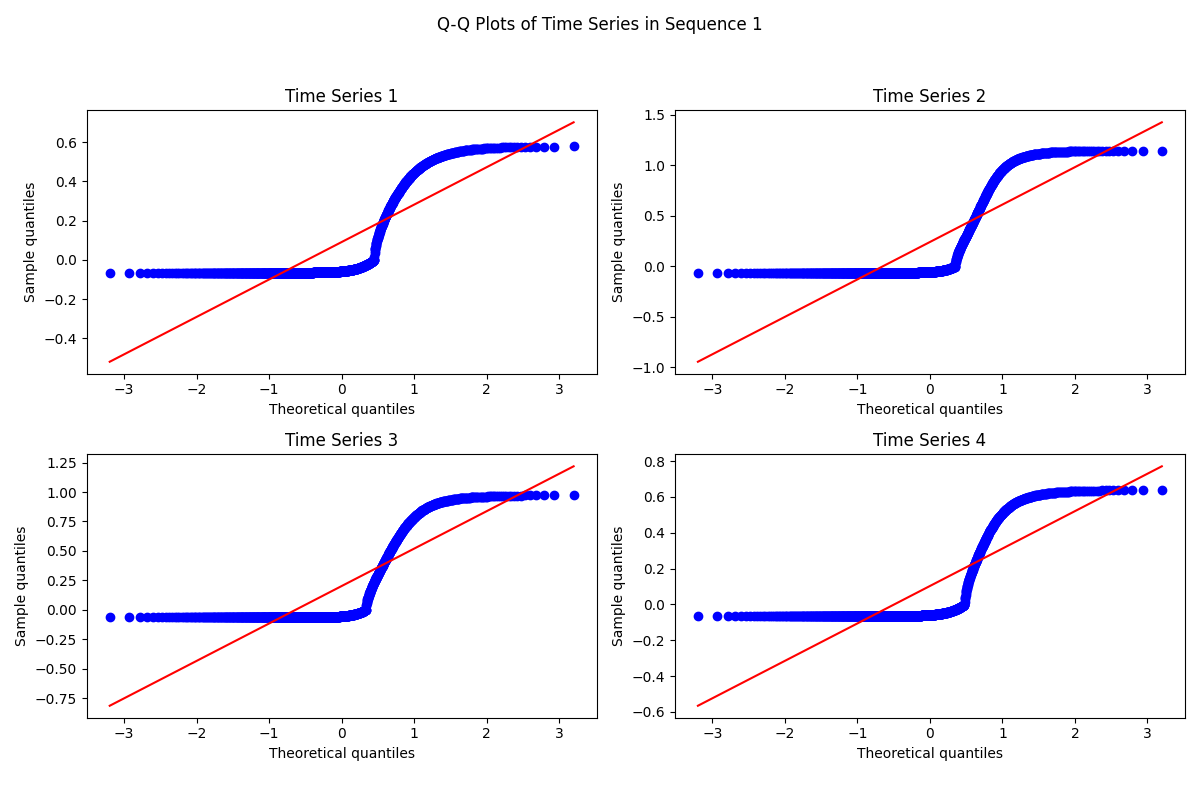 Q-Q Plots of Time Series in Sequence 1
Time Series 1
Sample quantiles
0.6
0.4
0.2
0.0
−0.2
−0.4
−3 −2 −1 0 1 2 3
Theoretical quantiles
Time Series 2
Sample quantiles
1.5
1.0
0.5
0.0
−0.5
−1.0
−3 −2 −1 0 1 2 3
Theoretical quantiles
Time Series 3
Sample quantiles
1.25
1.00
0.75
0.50
0.25
0.00
−0.25
−0.50
−0.75
−3 −2 −1 0 1 2 3
Theoretical quantiles
Time Series 4
Sample quantiles
0.8
0.6
0.4
0.2
0.0
−0.2
−0.4
−0.6
−3 −2 −1 0 1 2 3
Theoretical quantiles